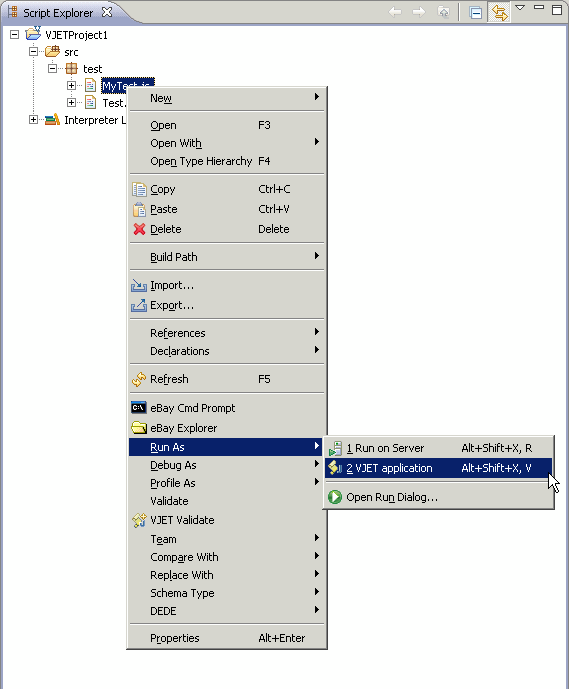 Script Explorer
VJETProject1
src
test
MyTest.js
Test.
Interpreter L
New
Open F3
Open With
Open Type Hierarchy F4
Copy Ctrl+C
Paste Ctrl+V
Delete Delete
Build Path
Import...
Export...
References
Declarations
Refresh F5
C:\ eBay Cmd Prompt
eBay Explorer
Run As
1 Run on Server Alt+Shift+X, R
Debug As
2 VJET application Alt+Shift+X, V
Profile As
Open Run Dialog...
Validate
VJET Validate
Team
Compare With
Replace With
Schema Type
DEDE
Properties Alt+Enter